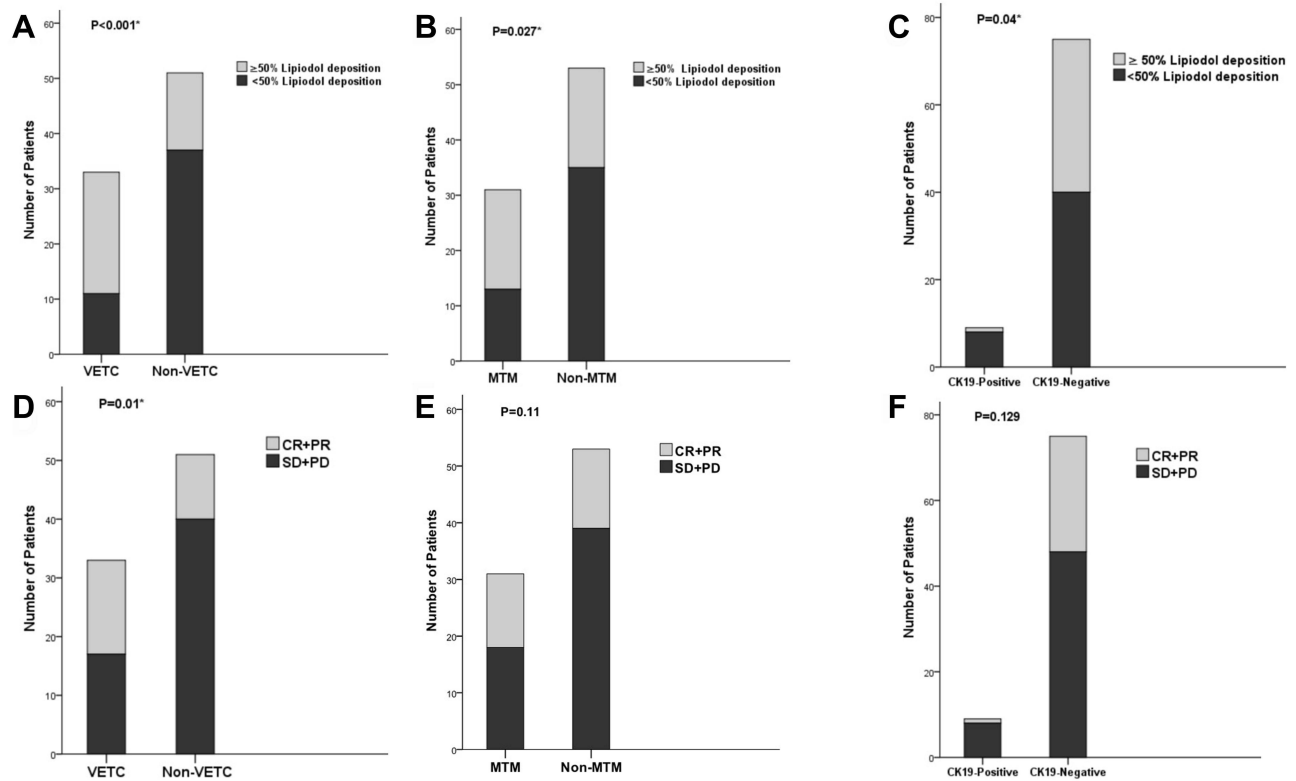 A
P<0.001*
≥50% Lipiodol deposition
<50% Lipiodol deposition
Number of Patients
60
50
40
30
20
10
0
VETC Non-VETC
B
P=0.027*
≥50% Lipiodol deposition
<50% Lipiodol deposition
Number of Patients
60
50
40
30
20
10
0
MTM Non-MTM
C
P=0.04*
≥ 50% Lipiodol deposition
<50% Lipiodol deposition
Number of Patients
80
60
40
20
0
CK19-Positive CK19-Negative
D
P=0.01*
CR+PR
SD+PD
Number of Patients
60
50
40
30
20
10
0
VETC Non-VETC
E
P=0.11
CR+PR
SD+PD
Number of Patients
60
50
40
30
20
10
0
MTM Non-MTM
F
P=0.129
CR+PR
SD+PD
Number of Patients
80
60
40
20
0
CK19-Positive CK19-Negative